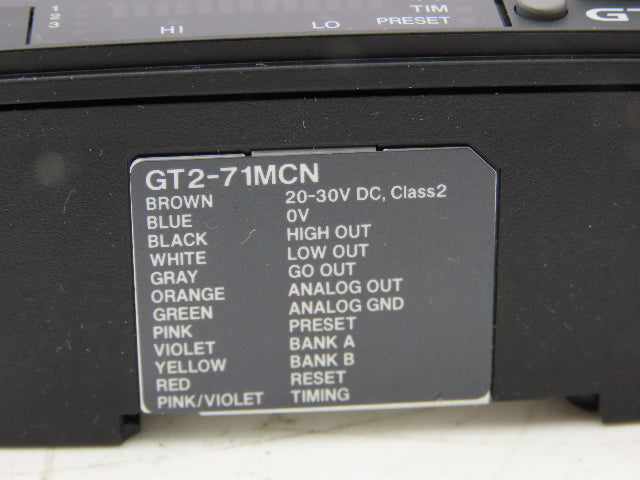 TIM
HI LO PRESET
GT
GT2-71MCN
BROWN 20-30V DC, Class2
BLUE 0V
BLACK HIGH OUT
WHITE LOW OUT
GRAY GO OUT
ORANGE ANALOG OUT
GREEN ANALOG GND
PINK PRESET
VIOLET BANK A
YELLOW BANK B
RED RESET
PINK/VIOLET TIMING